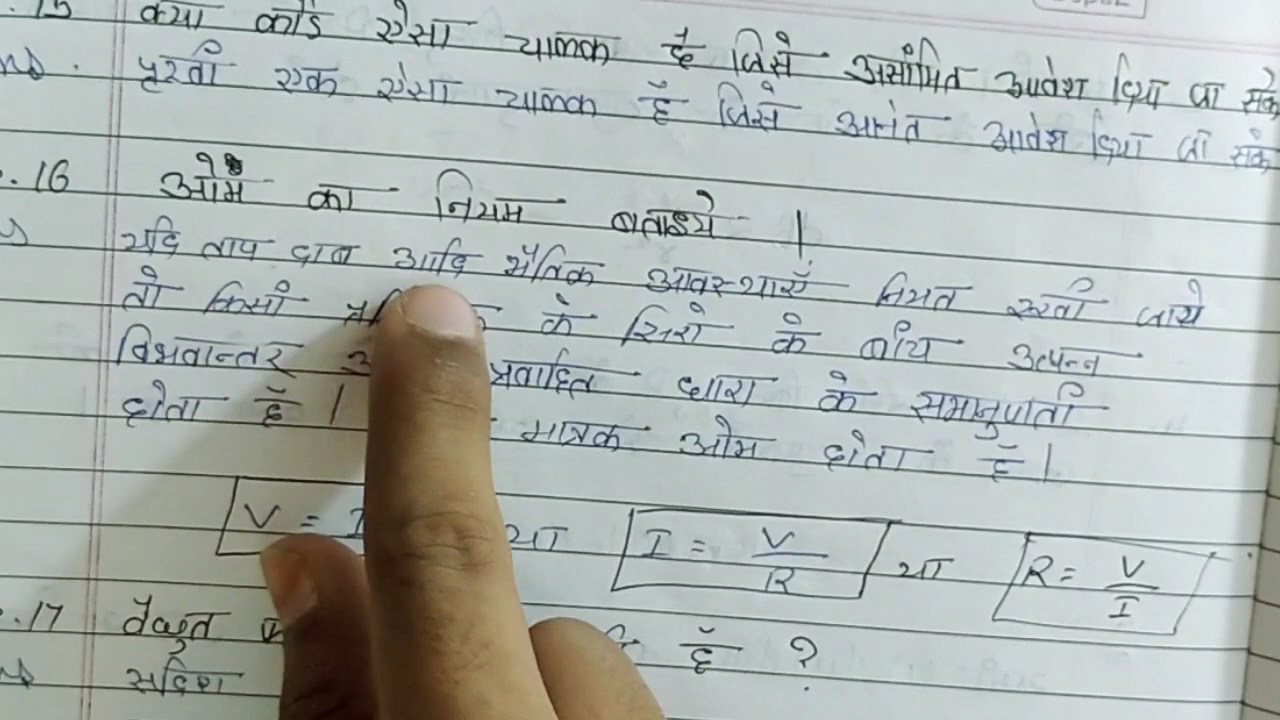 15 क्या कोई ऐसा चालक है जिसे असीमित आवेश दिया जा सके
Ans. पृथ्वी एक ऐसा चालक है जिसे अनंत आवेश दिया जा सके
.16 ओम का नियम बताइये |
यदि ताप दाब आदि भौतिक अवस्थाएँ नियत रखी जाये
तो किसी के सिरो के बीच उत्पन्न
विभवान्तर प्रवाहित धारा के समानुपाती
होता है | मात्रक ओम होता है |
V = I या I = V/R या R = V/I
.17 वैद्युत है ?
सदिश